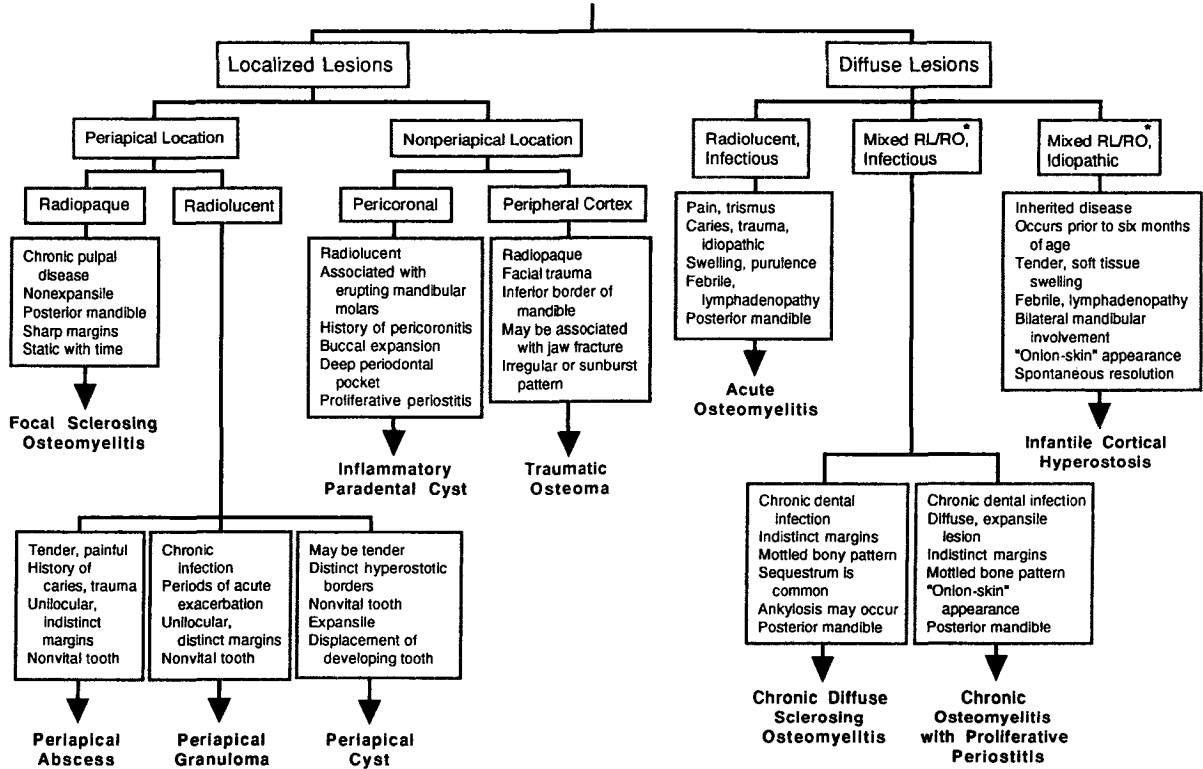 Localized Lesions
Diffuse Lesions
Periapical Location
Nonperiapical Location
Radiolucent,
Infectious
Mixed RL/RO*,
Infectious
Mixed RL/RO*,
Idiopathic
Radiopaque
Radiolucent
Pericoronal
Peripheral Cortex
Chronic pulpal
disease
Nonexpansile
Posterior mandible
Sharp margins
Static with time
Focal Sclerosing
Osteomyelitis
Radiolucent
Associated with
erupting mandibular
molars
History of pericoronitis
Buccal expansion
Deep periodontal
pocket
Proliferative periostitis
Inflammatory
Paradental Cyst
Radiopaque
Facial trauma
Inferior border of
mandible
May be associated
with jaw fracture
Irregular or sunburst
pattern
Traumatic
Osteoma
Pain, trismus
Caries, trauma,
idiopathic
Swelling, purulence
Febrile,
lymphadenopathy
Posterior mandible
Acute
Osteomyelitis
Inherited disease
Occurs prior to six months
of age
Tender, soft tissue
swelling
Febrile, lymphadenopathy
Bilateral mandibular
involvement
"Onion-skin" appearance
Spontaneous resolution
Infantile Cortical
Hyperostosis
Tender, painful
History of
caries, trauma
Unilocular,
indistinct
margins
Nonvital tooth
Periapical
Abscess
Chronic
infection
Periods of acute
exacerbation
Unilocular,
distinct margins
Nonvital tooth
Periapical
Granuloma
May be tender
Distinct hyperostotic
borders
Nonvital tooth
Expansile
Displacement of
developing tooth
Periapical
Cyst
Chronic dental
infection
Indistinct margins
Mottled bony pattern
Sequestrum is
common
Ankylosis may occur
Posterior mandible
Chronic Diffuse
Sclerosing
Osteomyelitis
Chronic dental infection
Diffuse, expansile
lesion
Indistinct margins
Mottled bone pattern
"Onion-skin"
appearance
Posterior mandible
Chronic
Osteomyelitis
with Proliferative
Periostitis